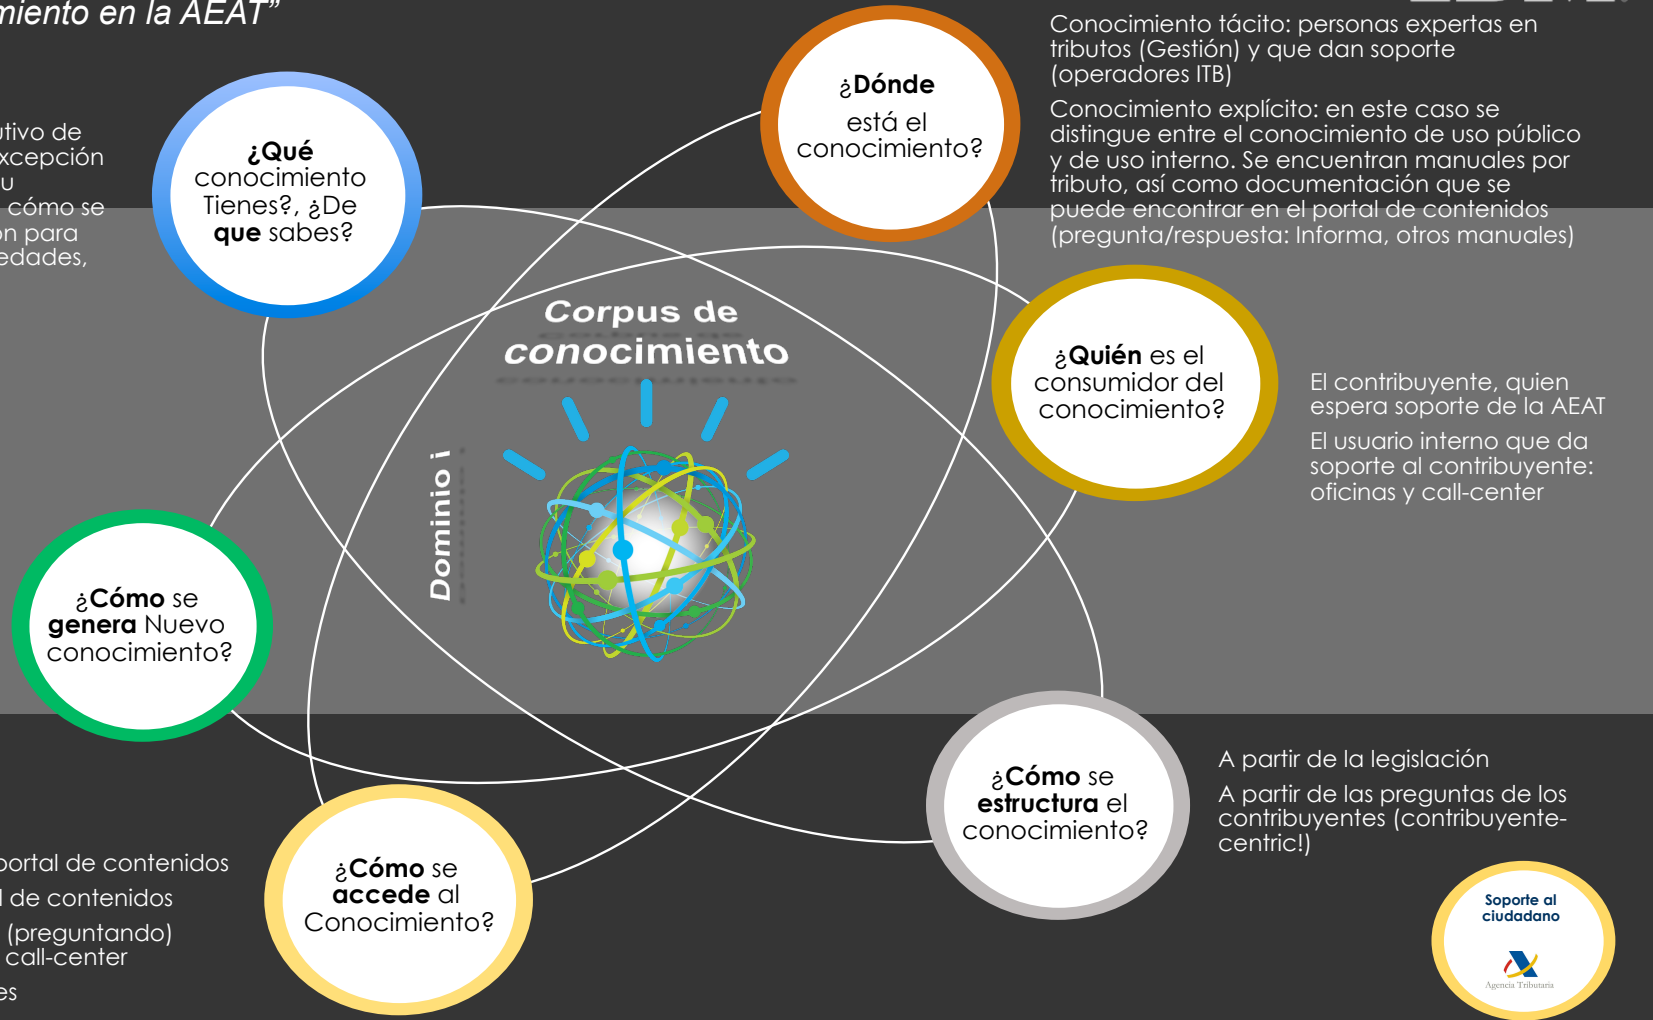 miento en la AEAT”
Conocimiento tácito: personas expertas en
tributos (Gestión) y que dan soporte
(operadores ITB)
Conocimiento explícito: en este caso se
distingue entre el conocimiento de uso público
y de uso interno. Se encuentran manuales por
tributo, así como documentación que se
puede encontrar en el portal de contenidos
(pregunta/respuesta: Informa, otros manuales)
¿Dónde
está el
conocimiento?
utivo de
xcepción
u
cómo se
ón para
iedades,
¿Qué
conocimiento
Tienes?, ¿De
que sabes?
Corpus de
conocimiento
Dominio i
¿Quién es el
consumidor del
conocimiento?
El contribuyente, quien
espera soporte de la AEAT
El usuario interno que da
soporte al contribuyente:
oficinas y call-center
¿Cómo se
genera Nuevo
conocimiento?
¿Cómo se
estructura el
conocimiento?
A partir de la legislación
A partir de las preguntas de los
contribuyentes (contribuyente-
centric!)
portal de contenidos
l de contenidos
(preguntando)
call-center
es
¿Cómo se
accede al
Conocimiento?
Soporte al
ciudadano
Agencia Tributaria